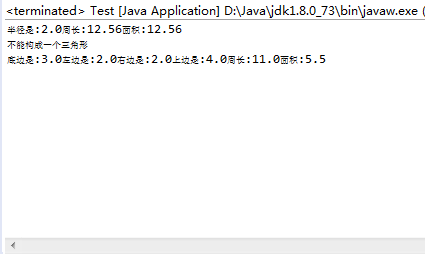 <terminated> Test [Java Application] D:\Java\jdk1.8.0_73\bin\javaw.exe (
半径是:2.0周长:12.56面积:12.56
不能构成一个三角形
底边是:3.0左边是:2.0右边是:2.0上边是:4.0周长:11.0面积:5.5